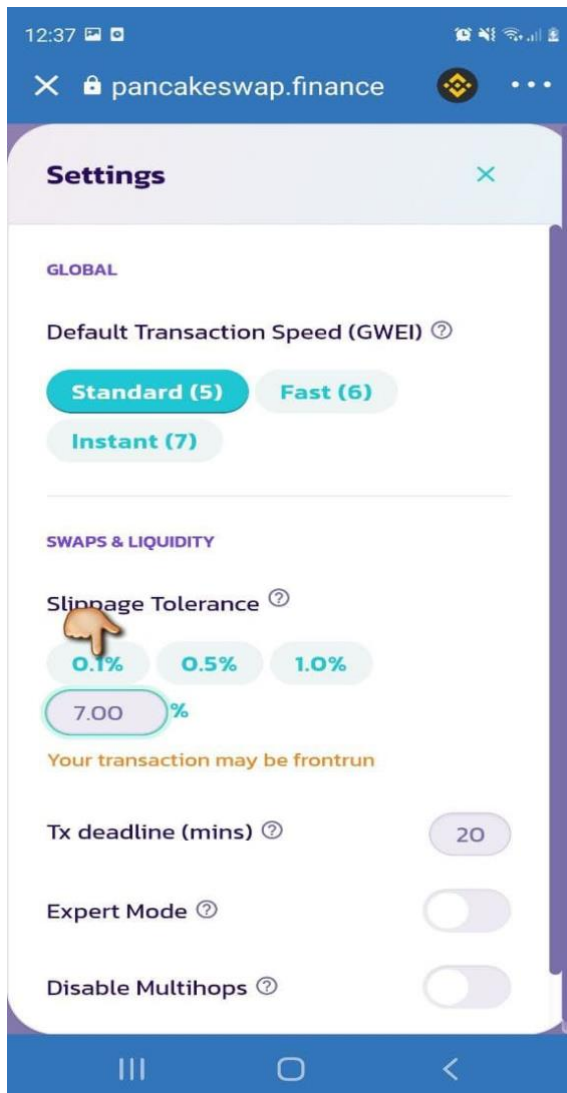 12:37
pancakeswap.finance
Settings
GLOBAL
Default Transaction Speed (GWEI) ?
Standard (5) Fast (6)
Instant (7)
SWAPS & LIQUIDITY
Slippage Tolerance ?
0.1% 0.5% 1.0%
7.00 %
Your transaction may be frontrun
Tx deadline (mins) ? 20
Expert Mode ?
Disable Multihops ?